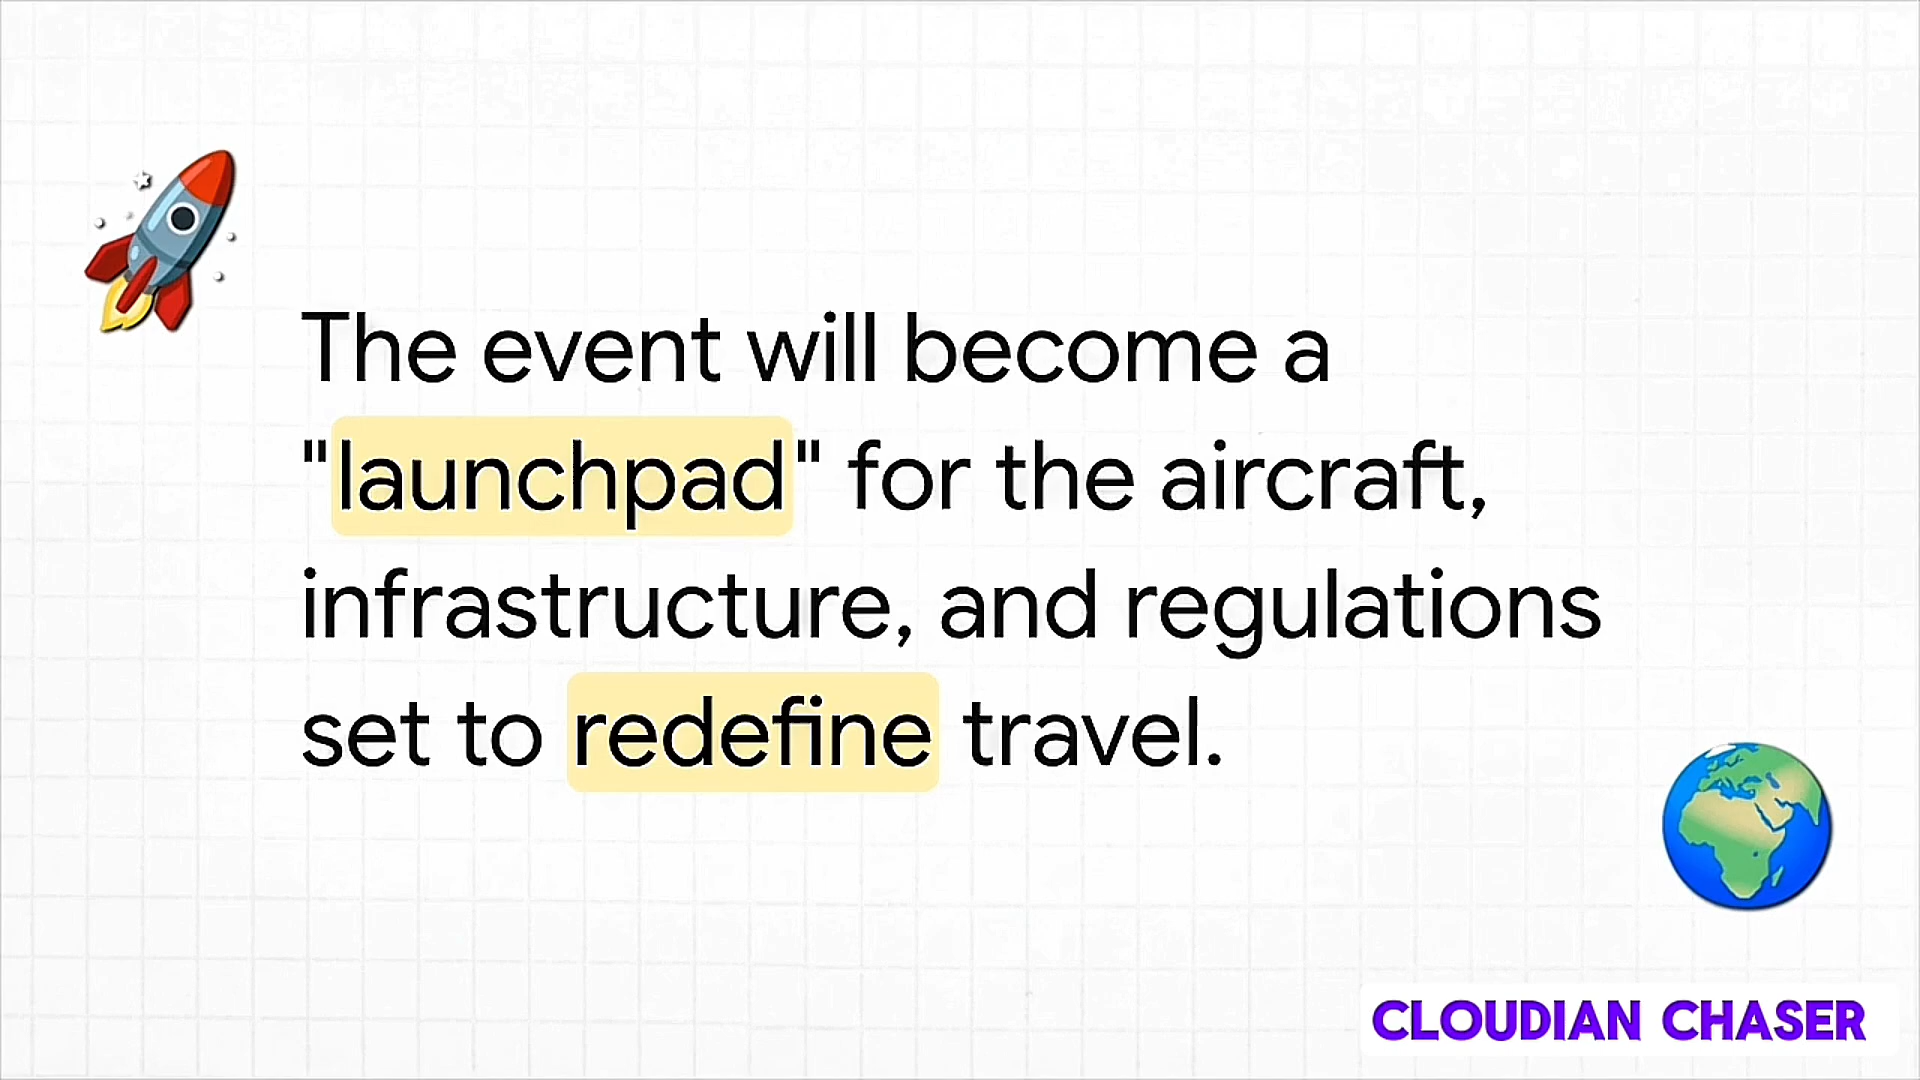 The event will become a
"launchpad" for the aircraft,
infrastructure, and regulations
set to redefine travel.
CLOUDIAN CHASER